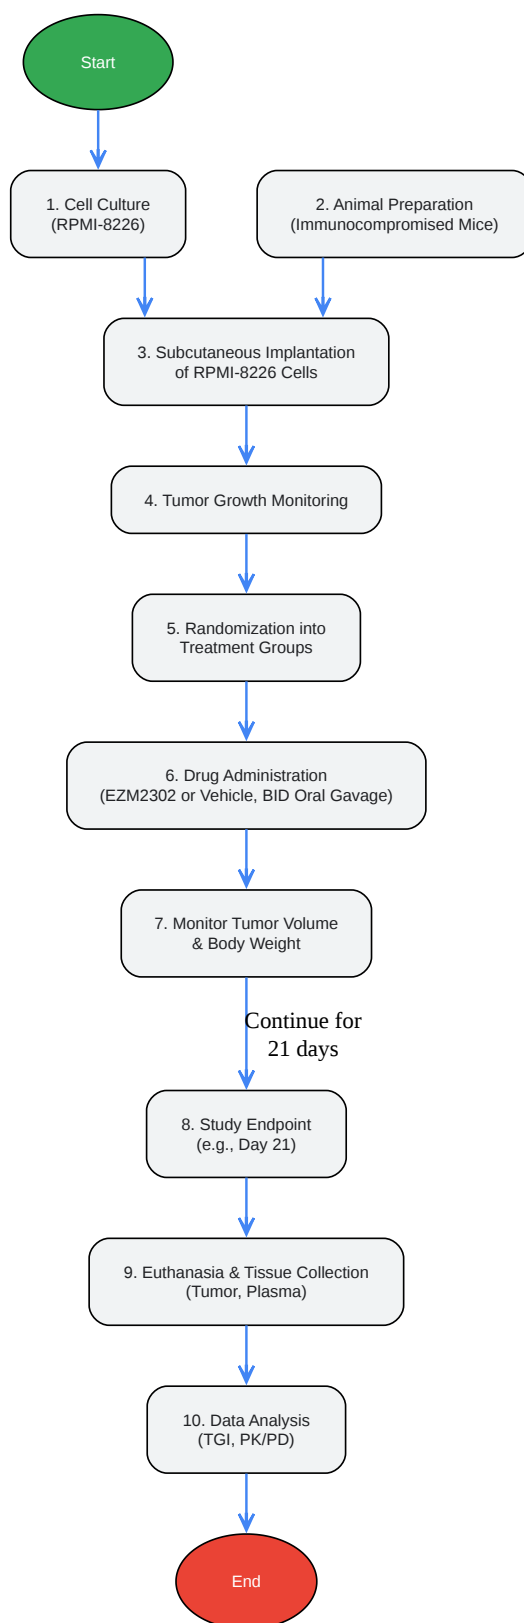 Start
1. Cell Culture
(RPMI-8226)
2. Animal Preparation
(Immunocompromised Mice)
3. Subcutaneous Implantation
of RPMI-8226 Cells
4. Tumor Growth Monitoring
5. Randomization into
Treatment Groups
6. Drug Administration
(EZM2302 or Vehicle, BID Oral Gavage)
7. Monitor Tumor Volume
& Body Weight
Continue for
21 days
8. Study Endpoint
(e.g., Day 21)
9. Euthanasia & Tissue Collection
(Tumor, Plasma)
10. Data Analysis
(TGI, PK/PD)
End